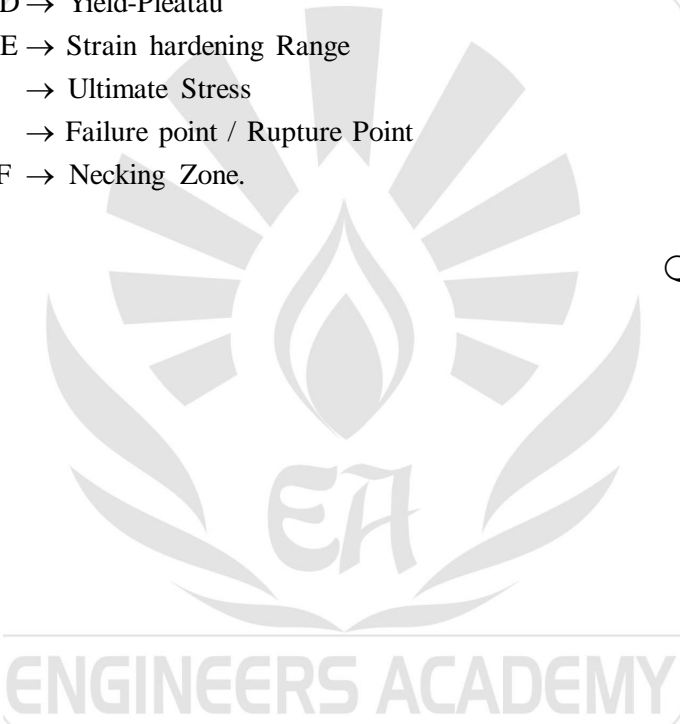 D → Yield-Pleatau
E → Strain hardening Range
→ Ultimate Stress
→ Failure point / Rupture Point
F → Necking Zone.
EA
ENGINEERS ACADEMY